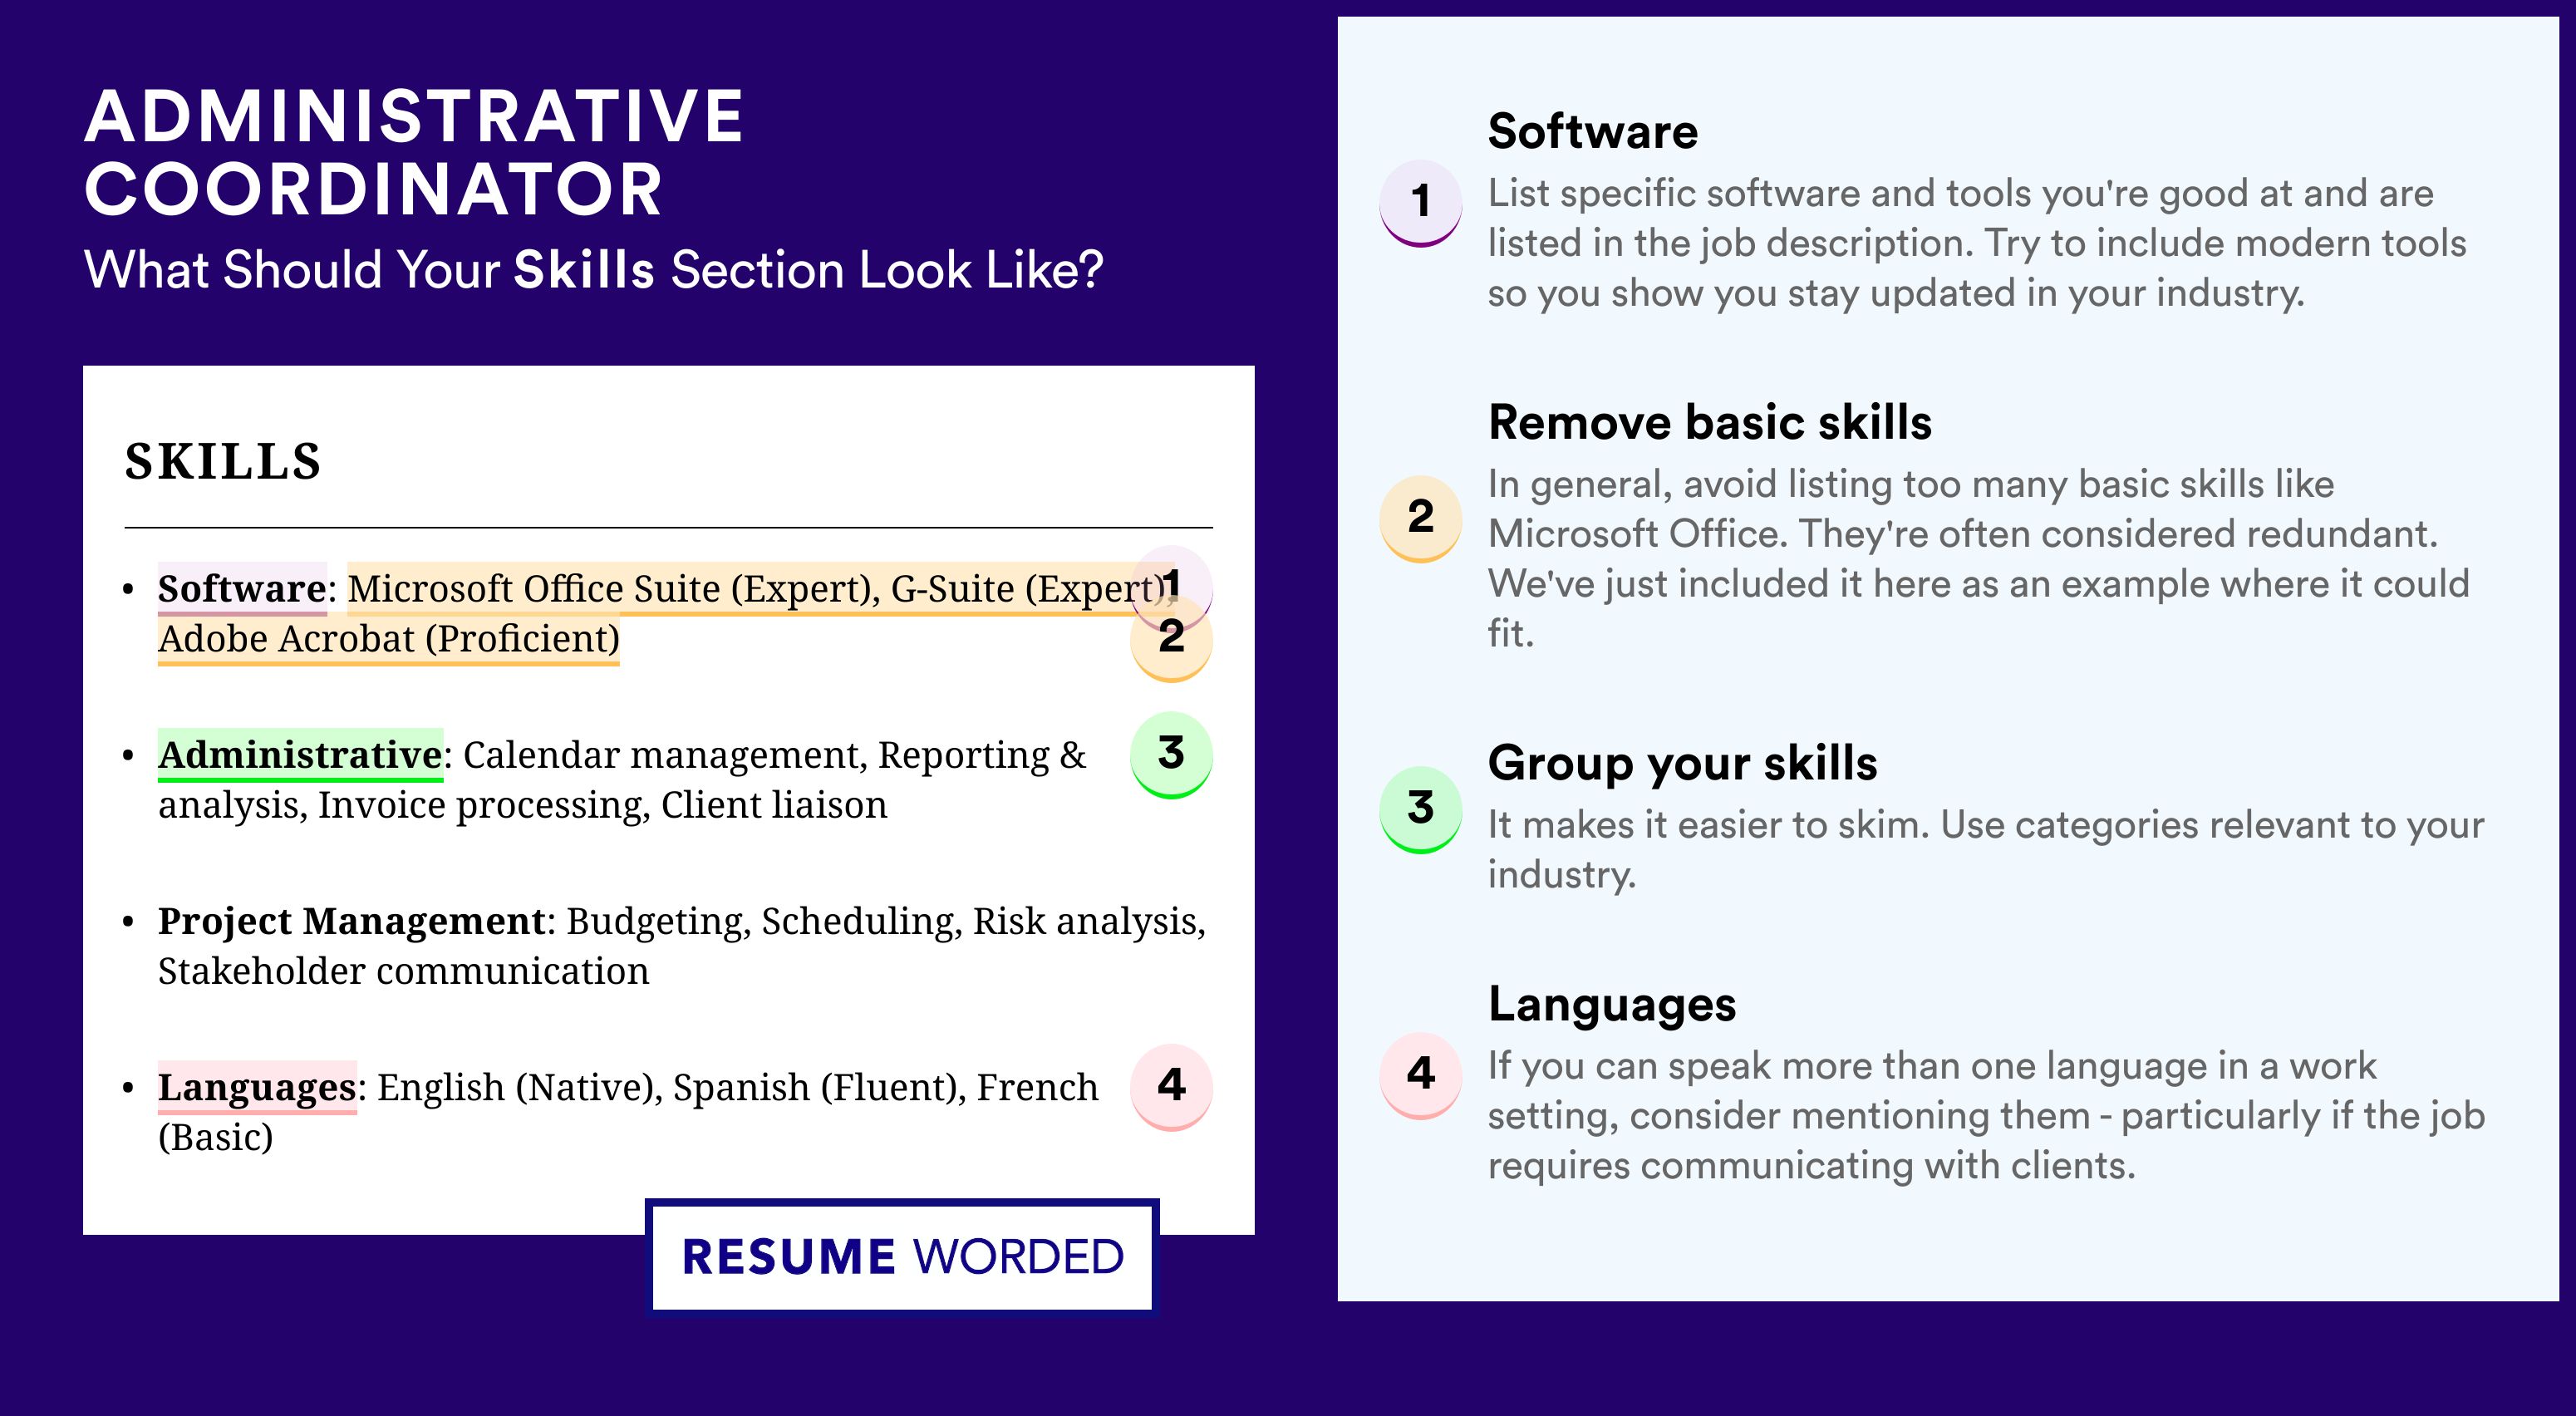 ADMINISTRATIVE
COORDINATOR
What Should Your Skills Section Look Like?
SKILLS
• Software: Microsoft Office Suite (Expert), G-Suite (Expert), 1
Adobe Acrobat (Proficient) 2
• Administrative: Calendar management, Reporting & 3
analysis, Invoice processing, Client liaison
• Project Management: Budgeting, Scheduling, Risk analysis,
Stakeholder communication
• Languages: English (Native), Spanish (Fluent), French 4
(Basic)
RESUME WORDED
Software
1 List specific software and tools you're good at and are
listed in the job description. Try to include modern tools
so you show you stay updated in your industry.
Remove basic skills
2 In general, avoid listing too many basic skills like
Microsoft Office. They're often considered redundant.
We've just included it here as an example where it could
fit.
Group your skills
3 It makes it easier to skim. Use categories relevant to your
industry.
Languages
4 If you can speak more than one language in a work
setting, consider mentioning them - particularly if the job
requires communicating with clients.